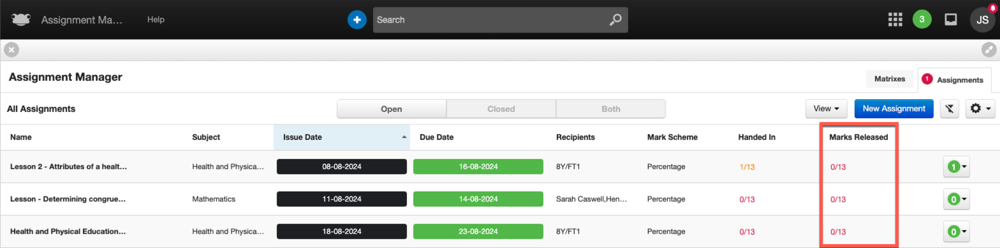 Assignment Ma... Help Search 3 JS
Assignment Manager Matrixes 1 Assignments
All Assignments Open Closed Both View New Assignment
Name Subject Issue Date Due Date Recipients Mark Scheme Handed In Marks Released
Lesson 2 - Attributes of a healt... Health and Physica... 08-08-2024 16-08-2024 8Y/FT1 Percentage 1/13 0/13 1
Lesson - Determining congrue... Mathematics 11-08-2024 14-08-2024 Sarah Caswell,Hen... Percentage 0/13 0/13 0
Health and Physical Education... Health and Physica... 18-08-2024 23-08-2024 8Y/FT1 Percentage 0/13 0/13 0